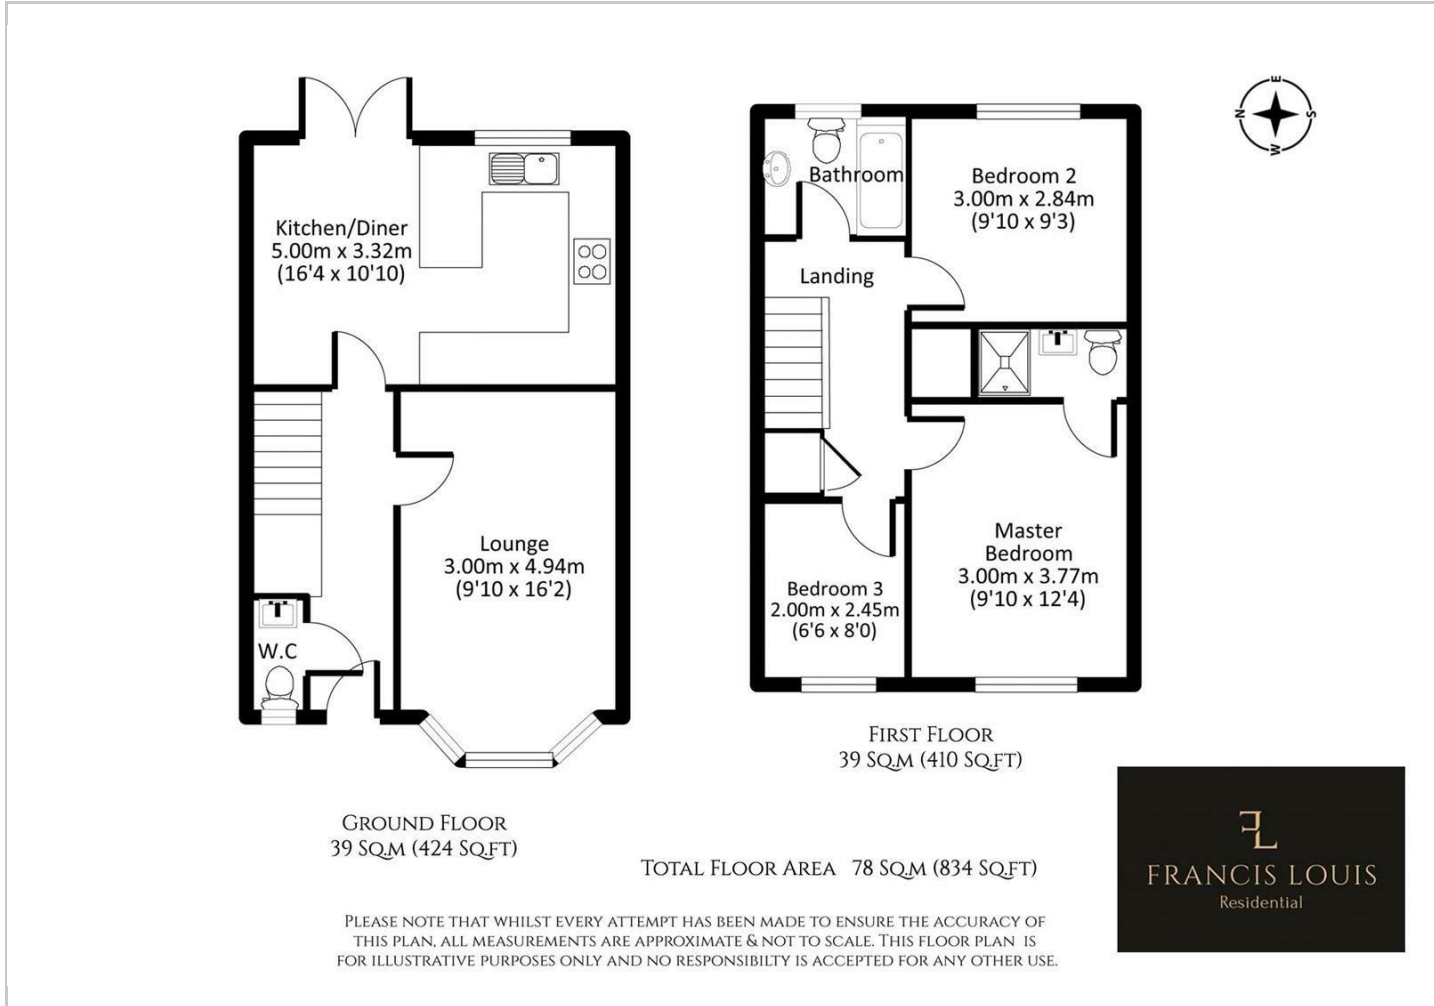 Kitchen/Diner
5.00m x 3.32m
(16'4 x 10'10)
Lounge
3.00m x 4.94m
(9'10 x 16'2)
W.C
GROUND FLOOR
39 SQ.M (424 SQ.FT)
Bathroom
Bedroom 2
3.00m x 2.84m
(9'10 x 9'3)
Landing
Master
Bedroom
3.00m x 3.77m
(9'10 x 12'4)
Bedroom 3
2.00m x 2.45m
(6'6 x 8'0)
FIRST FLOOR
39 SQ.M (410 SQ.FT)
E
N
S
W
TOTAL FLOOR AREA 78 SQ.M (834 SQ.FT)
PLEASE NOTE THAT WHILST EVERY ATTEMPT HAS BEEN MADE TO ENSURE THE ACCURACY OF
THIS PLAN, ALL MEASUREMENTS ARE APPROXIMATE & NOT TO SCALE. THIS FLOOR PLAN IS
FOR ILLUSTRATIVE PURPOSES ONLY AND NO RESPONSIBILTY IS ACCEPTED FOR ANY OTHER USE.
FL
FRANCIS LOUIS
Residential